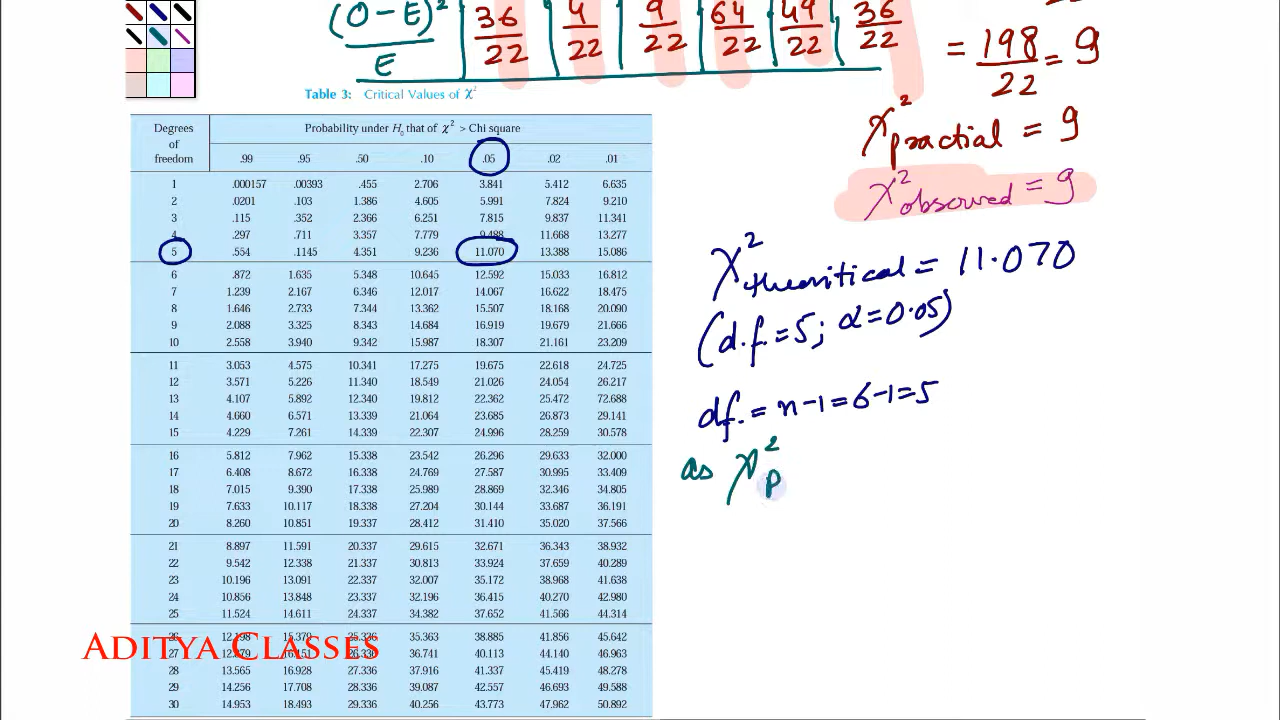 (O – E)² 36 4 9 64 49 36
E 22 22 22 22 22 22
= 198 = 9
22
Table 3: Critical Values of χ²
χ² practial = 9
χ² observed = 9
Degrees of freedom
Probability under H₀ that of χ² > Chi square
.99 .95 .50 .10 .05 .02 .01
1 .000157 .00393 .455 2.706 3.841 5.412 6.635
2 .0201 .103 1.386 4.605 5.991 7.824 9.210
3 .115 .352 2.366 6.251 7.815 9.837 11.341
4 .297 .711 3.357 7.779 9.488 11.668 13.277
5 .554 .1145 4.351 9.236 11.070 13.388 15.086
6 .872 1.635 5.348 10.645 12.592 15.033 16.812
7 1.239 2.167 6.346 12.017 14.067 16.622 18.475
8 1.646 2.733 7.344 13.362 15.507 18.168 20.090
9 2.088 3.325 8.343 14.684 16.919 19.679 21.666
10 2.558 3.940 9.342 15.987 18.307 21.161 23.209
11 3.053 4.575 10.341 17.275 19.675 22.618 24.725
12 3.571 5.226 11.340 18.549 21.026 24.054 26.217
13 4.107 5.892 12.340 19.812 22.362 25.472 72.688
14 4.660 6.571 13.339 21.064 23.685 26.873 29.141
15 4.229 7.261 14.339 22.307 24.996 28.259 30.578
16 5.812 7.962 15.338 23.542 26.296 29.633 32.000
17 6.408 8.672 16.338 24.769 27.587 30.995 33.409
18 7.015 9.390 17.338 25.989 28.869 32.346 34.805
19 7.633 10.117 18.338 27.204 30.144 33.687 36.191
20 8.260 10.851 19.337 28.412 31.410 35.020 37.566
21 8.897 11.591 20.337 29.615 32.671 36.343 38.932
22 9.542 12.338 21.337 30.813 33.924 37.659 40.289
23 10.196 13.091 22.337 32.007 35.172 38.968 41.638
24 10.856 13.848 23.337 32.196 36.415 40.270 42.980
25 11.524 14.611 24.337 34.382 37.652 41.566 44.314
35.363 38.885 41.856 45.642
27 36.741 40.113 44.140 46.963
28 13.565 16.928 27.336 37.916 41.337 45.419 48.278
29 14.256 17.708 28.336 39.087 42.557 46.693 49.588
30 14.953 18.493 29.336 40.256 43.773 47.962 50.892
ADITYA CLASSES
χ² theoritical = 11.070
(d.f. = 5; α = 0.05)
df. = n – 1 = 6 – 1 = 5
as χ² p